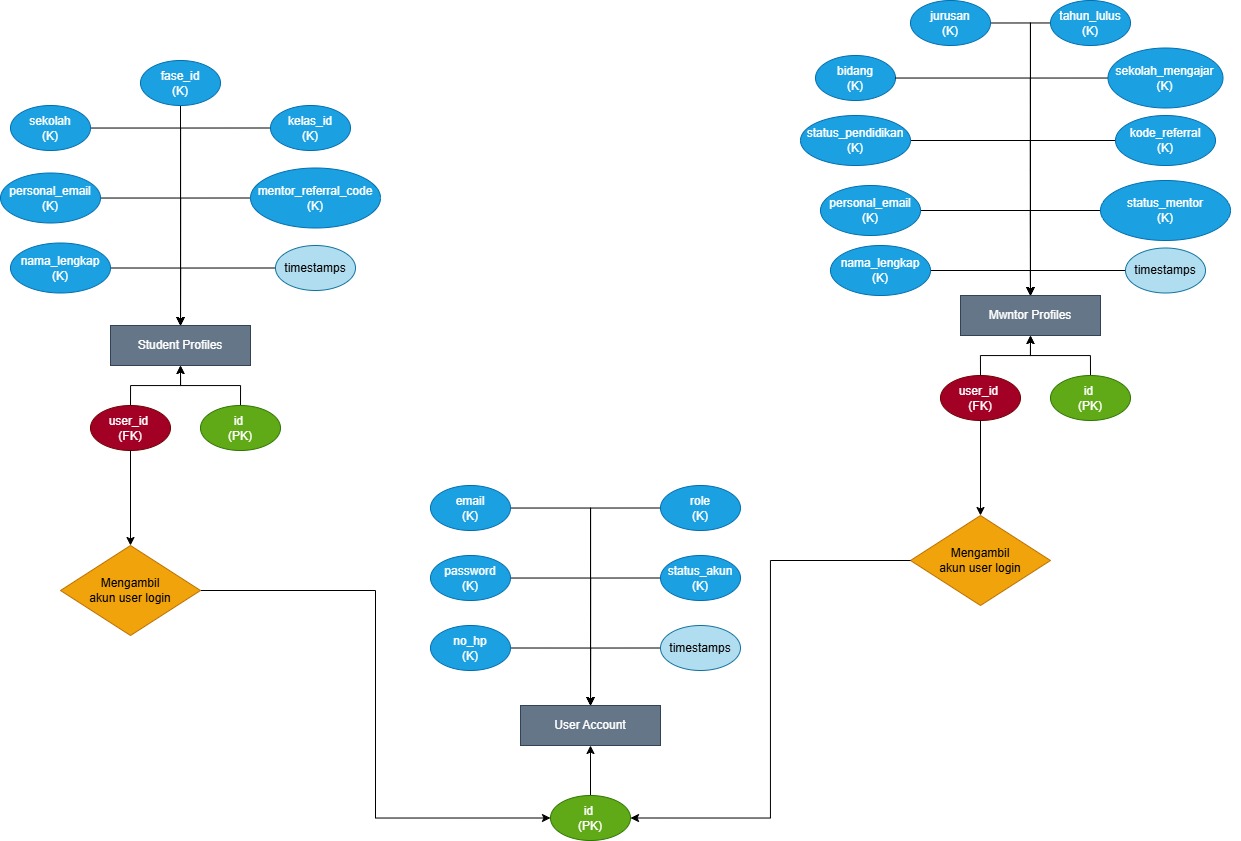 jurusan
(K)
tahun_lulus
(K)
fase_id
(K)
bidang
(K)
sekolah_mengajar
(K)
sekolah
(K)
kelas_id
(K)
status_pendidikan
(K)
kode_referral
(K)
personal_email
(K)
mentor_referral_code
(K)
personal_email
(K)
status_mentor
(K)
nama_lengkap
(K)
timestamps
nama_lengkap
(K)
timestamps
Student Profiles
Mwntor Profiles
user_id
(FK)
id
(PK)
user_id
(FK)
id
(PK)
email
(K)
role
(K)
password
(K)
status_akun
(K)
no_hp
(K)
timestamps
Mengambil
akun user login
Mengambil
akun user login
User Account
id
(PK)